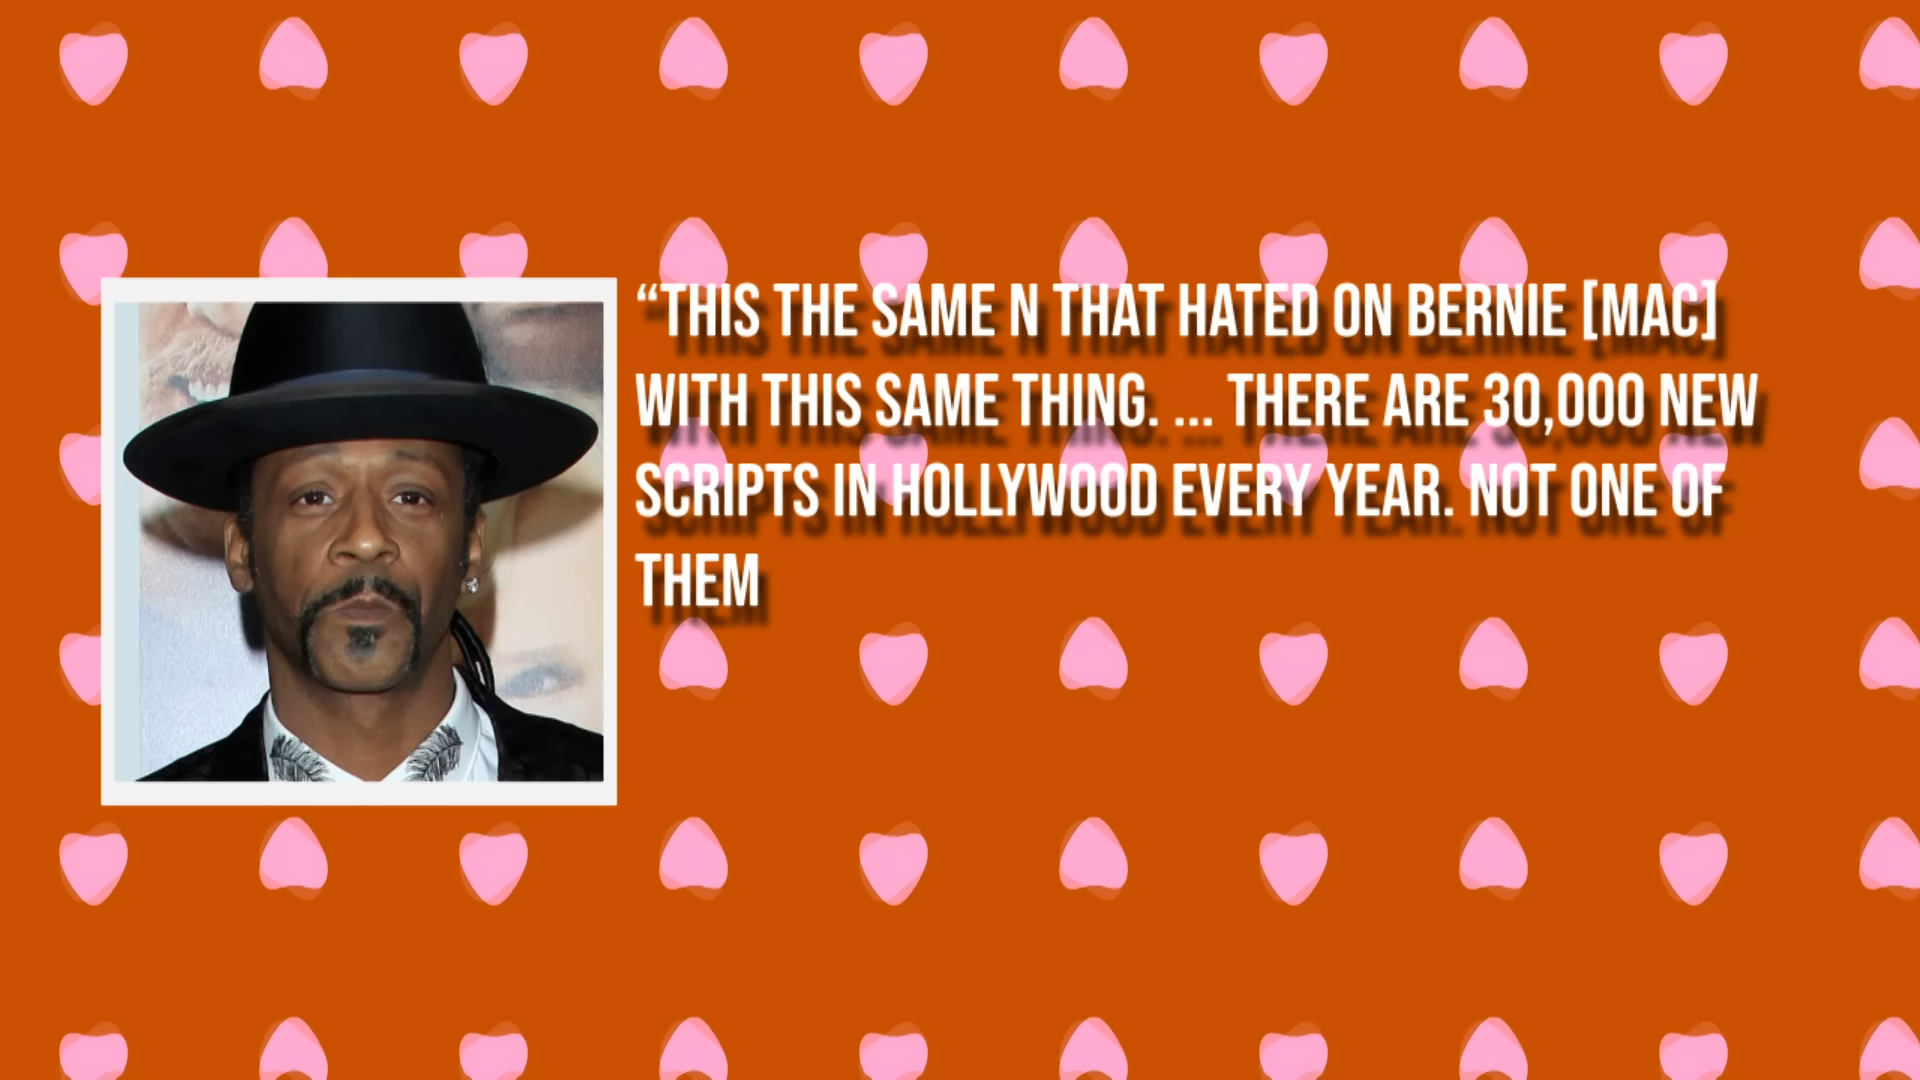 “THIS THE SAME N THAT HATED ON BERNIE [MAC]
WITH THIS SAME THING. ... THERE ARE 30,000 NEW
SCRIPTS IN HOLLYWOOD EVERY YEAR. NOT ONE OF
THEM